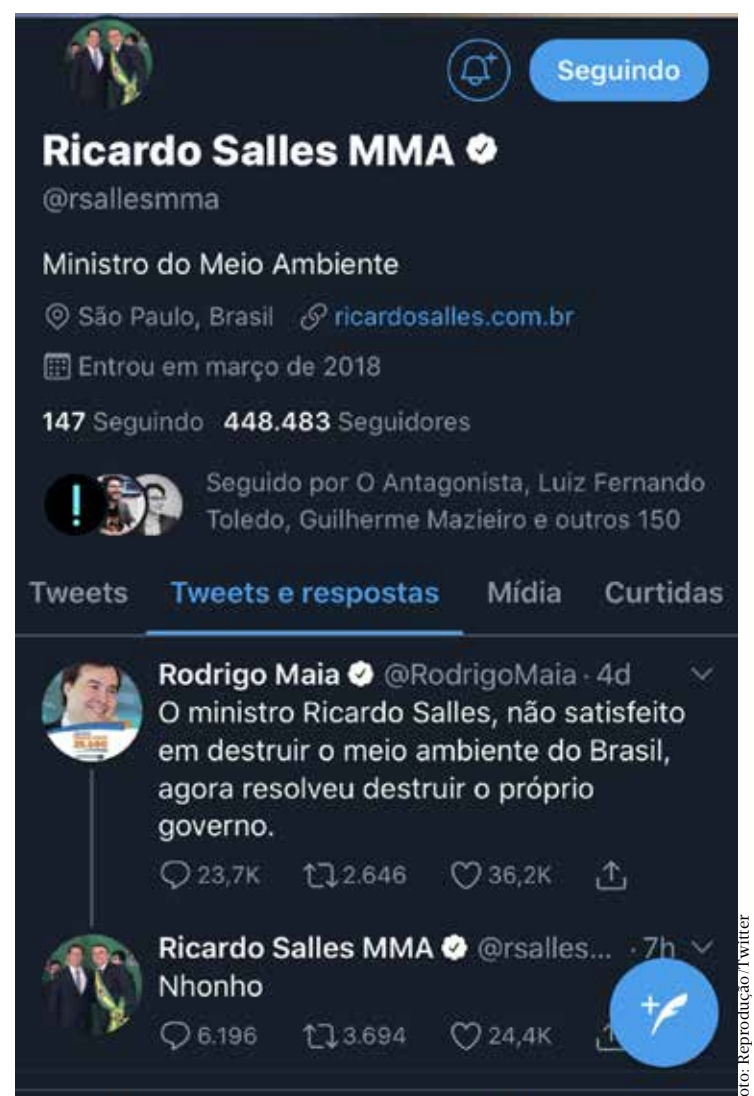 Seguindo
Ricardo Salles MMA
@rsallesmma
Ministro do Meio Ambiente
São Paulo, Brasil ricardosalles.com.br
Entrou em março de 2018
147 Seguindo 448.483 Seguidores
Seguido por O Antagonista, Luiz Fernando
Toledo, Guilherme Mazieiro e outros 150
Tweets Tweets e respostas Mídia Curtidas
Rodrigo Maia @RodrigoMaia · 4d
O ministro Ricardo Salles, não satisfeito
em destruir o meio ambiente do Brasil,
agora resolveu destruir o próprio
governo.
23,7K 2.646 36,2K
Ricardo Salles MMA @rsalles... · 7h
Nhonho
6.196 3.694 24,4K
oto: Reprodução/Twitter